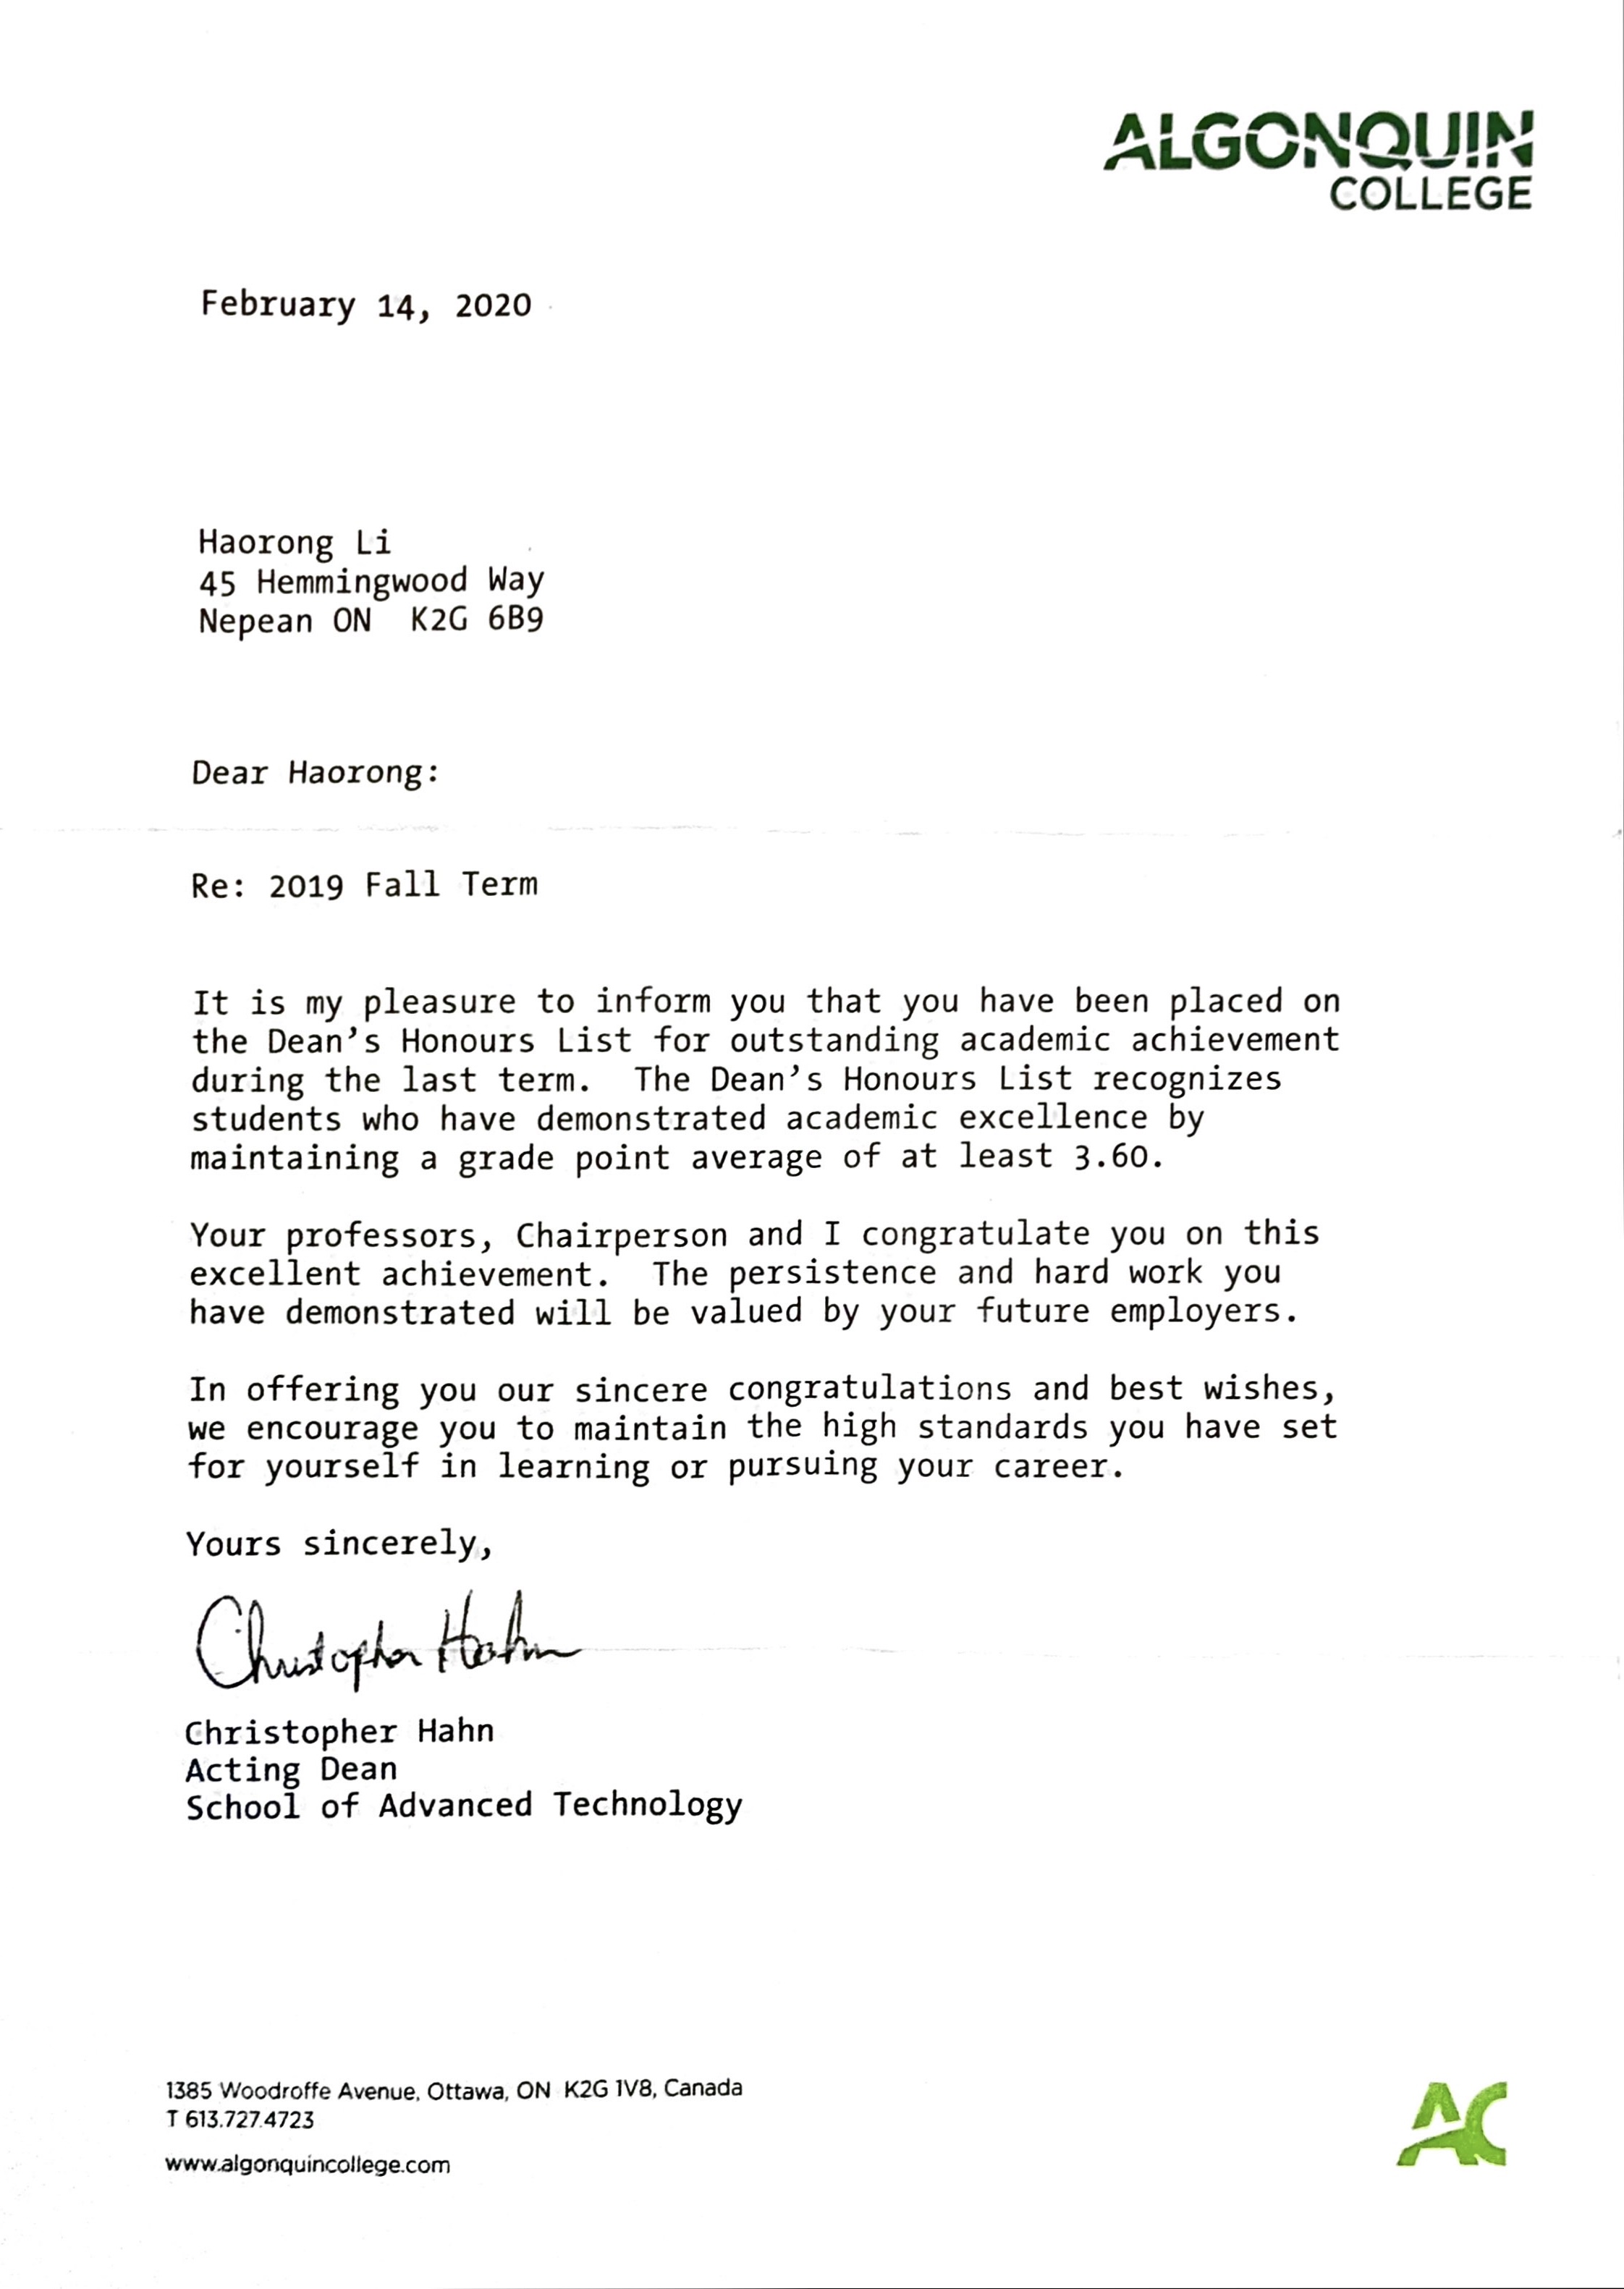 ALGONQUIN
COLLEGE
February 14, 2020
Haorong Li
45 Hemmingwood Way
Nepean ON  K2G 6B9
Dear Haorong:
Re: 2019 Fall Term
It is my pleasure to inform you that you have been placed on
the Dean’s Honours List for outstanding academic achievement
during the last term.  The Dean’s Honours List recognizes
students who have demonstrated academic excellence by
maintaining a grade point average of at least 3.60.
Your professors, Chairperson and I congratulate you on this
excellent achievement.  The persistence and hard work you
have demonstrated will be valued by your future employers.
In offering you our sincere congratulations and best wishes,
we encourage you to maintain the high standards you have set
for yourself in learning or pursuing your career.
Yours sincerely,
Christopher Hahn
Christopher Hahn
Acting Dean
School of Advanced Technology
1385 Woodroffe Avenue, Ottawa, ON  K2G 1V8, Canada
T 613.727.4723
www.algonquincollege.com
AC